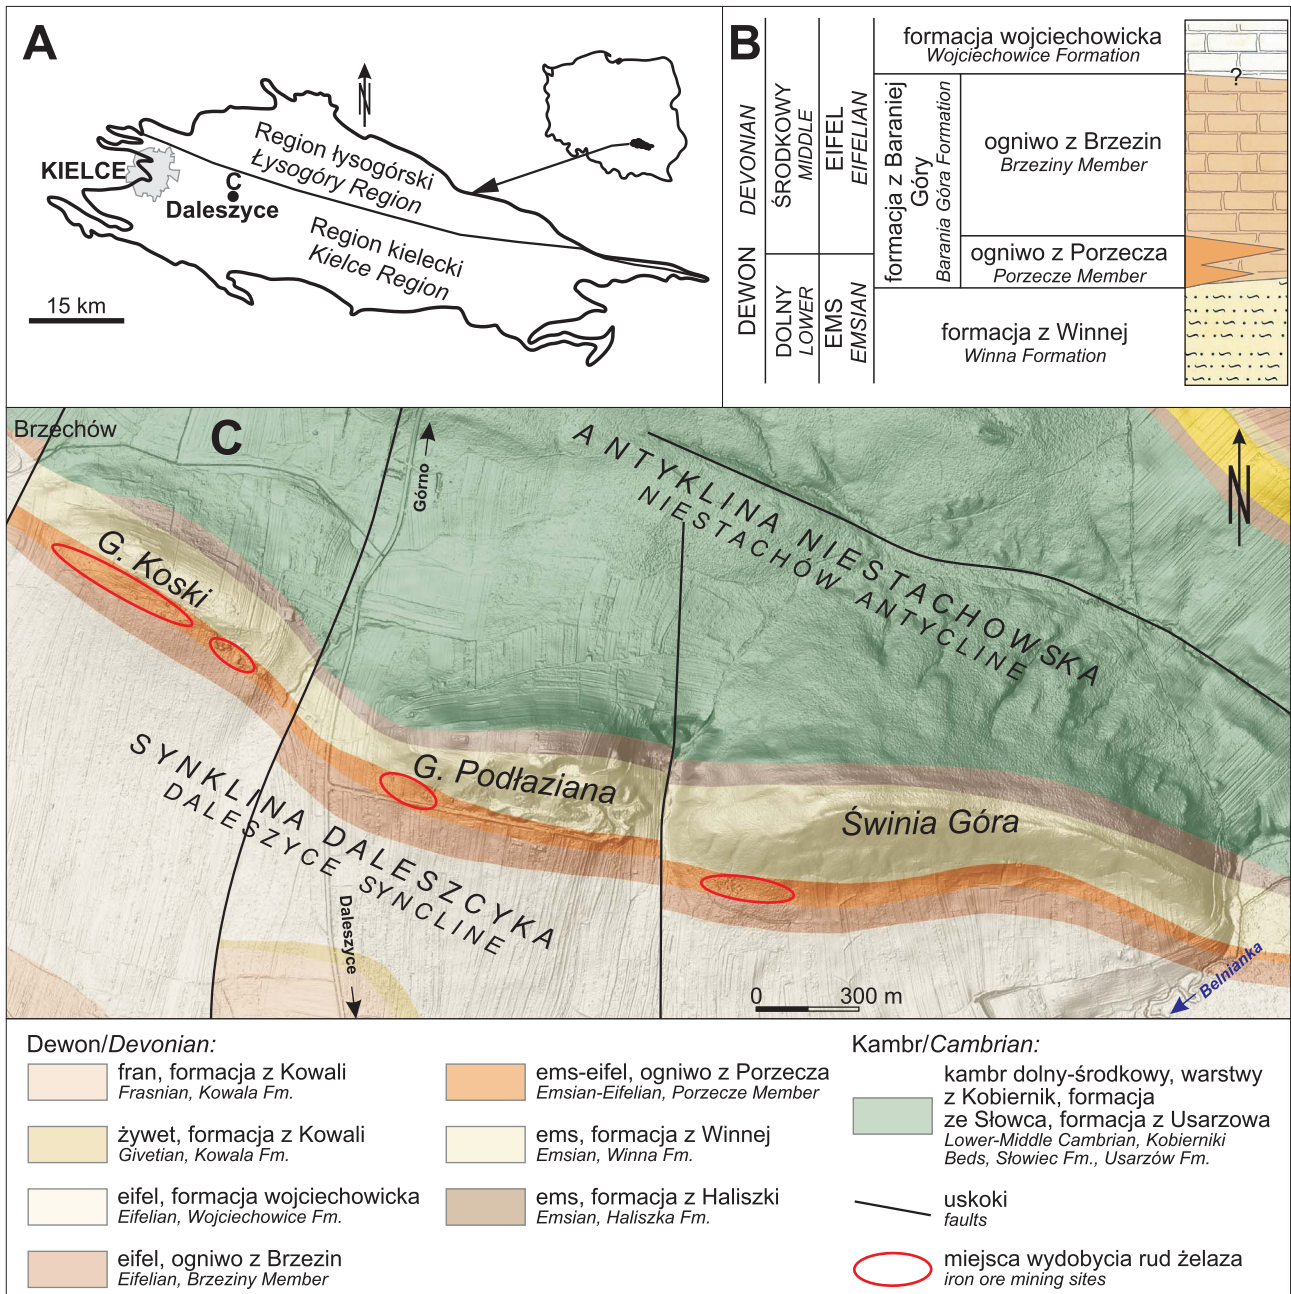 A
N
Region łysogórski
Łysogóry Region
KIELCE
C
Daleszyce
Region kielecki
Kielce Region
15 km
B
DEWON DEVONIAN
DOLNY
LOWER
ŚRODKOWY
MIDDLE
EMS
EMSIAN
EIFEL
EIFELIAN
formacja wojciechowicka
Wojciechowice Formation
?
formacja z Baraniej
Góry
Barania Góra Formation
ogniwo z Brzezin
Brzeziny Member
ogniwo z Porzecza
Porzecze Member
formacja z Winnej
Winna Formation
Brzechów
C
Górno
ANTYKLINA NIESTACHOWSKA
NIESTACHÓW ANTYCLINE
N
G. Koski
G. Podłaziana
Świnia Góra
SYNKLINA DALESZCYKA
DALESZYCE SYNCLINE
Daleszyce
0 300 m
Belnianka
Dewon/Devonian:
fran, formacja z Kowali
Frasnian, Kowala Fm.
żywet, formacja z Kowali
Givetian, Kowala Fm.
eifel, formacja wojciechowicka
Eifelian, Wojciechowice Fm.
eifel, ogniwo z Brzezin
Eifelian, Brzeziny Member
ems-eifel, ogniwo z Porzecza
Emsian-Eifelian, Porzecze Member
ems, formacja z Winnej
Emsian, Winna Fm.
ems, formacja z Haliszki
Emsian, Haliszka Fm.
Kambr/Cambrian:
kambr dolny-środkowy, warstwy
z Kobiernik, formacja
ze Słowca, formacja z Usarzowa
Lower-Middle Cambrian, Kobierniki
Beds, Słowiec Fm., Usarzów Fm.
uskoki
faults
miejsca wydobycia rud żelaza
iron ore mining sites